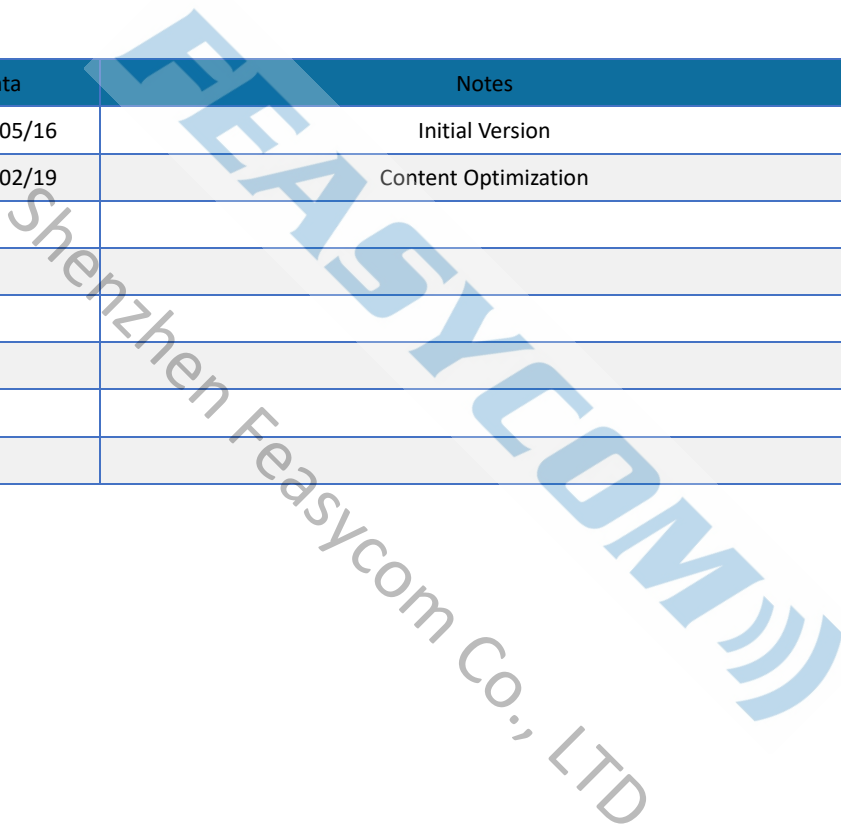 ta Notes
05/16 Initial Version
02/19 Content Optimization
FEASYCOM
Shenzhen Feasycom Co., LTD